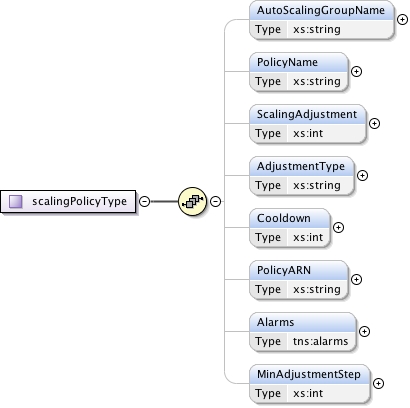 AutoScalingGroupName
Type xs:string
PolicyName
Type xs:string
ScalingAdjustment
Type xs:int
AdjustmentType
Type xs:string
scalingPolicyType
Cooldown
Type xs:int
PolicyARN
Type xs:string
Alarms
Type tns:alarms
MinAdjustmentStep
Type xs:int